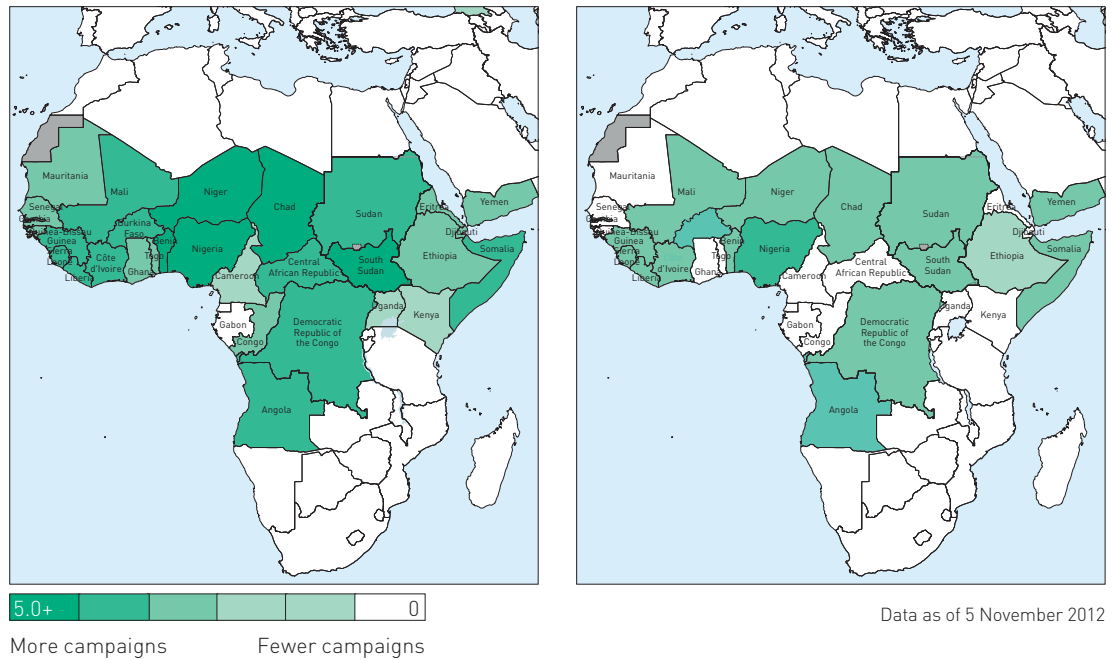 Mauritania
Mali
Niger
Chad
Sudan
Eritrea
Yemen
Senegal
Gambia
Guinea-Bissau
Guinea
Sierra
Leone
Liberia
Côte
d'Ivoire
Burkina
Faso
Ghana
Togo
Benin
Nigeria
Cameroon
Central
African Republic
South
Sudan
Ethiopia
Djibouti
Somalia
Uganda
Kenya
Gabon
Congo
Democratic
Republic of
the Congo
Angola
Mauritania
Mali
Niger
Chad
Sudan
Eritrea
Yemen
Senegal
Gambia
Guinea-Bissau
Guinea
Sierra
Leone
Liberia
Côte
d'Ivoire
Ghana
Togo
Benin
Nigeria
Cameroon
Central
African Republic
South
Sudan
Ethiopia
Djibouti
Somalia
Uganda
Kenya
Gabon
Congo
Democratic
Republic of
the Congo
Angola
5.0+ 0
More campaigns Fewer campaigns
Data as of 5 November 2012